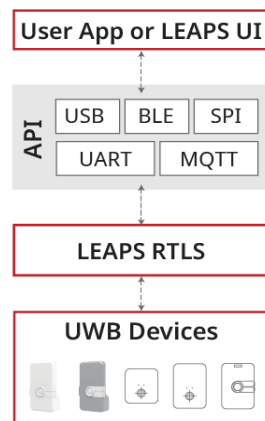 User App or LEAPS UI
API
USB BLE SPI
UART MQTT
LEAPS RTLS
UWB Devices